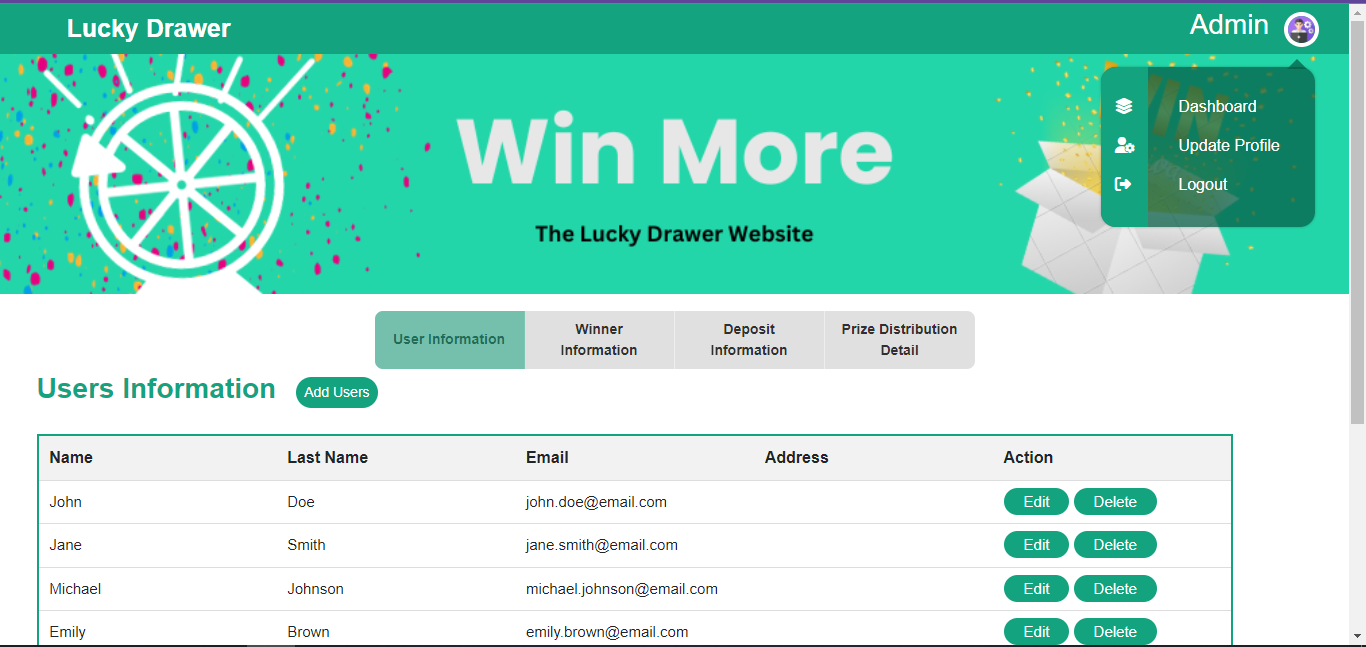 Lucky Drawer
Admin
WIN
Dashboard
Update Profile
Logout
Win More
The Lucky Drawer Website
User Information
Winner
Information
Deposit
Information
Prize Distribution
Detail
Users Information
Add Users
Name Last Name Email Address Action
John Doe john.doe@email.com Edit Delete
Jane Smith jane.smith@email.com Edit Delete
Michael Johnson michael.johnson@email.com Edit Delete
Emily Brown emily.brown@email.com Edit Delete